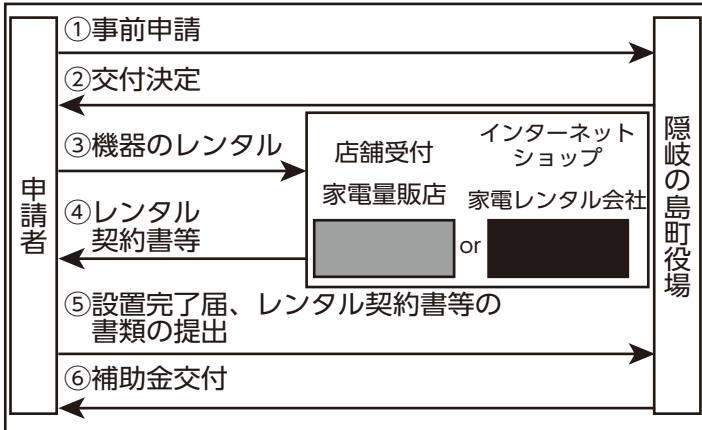 ①事前申請
②交付決定
③機器のレンタル
④レンタル
契約書等
申請者
店舗受付
家電量販店
or
インターネット
ショップ
家電レンタル会社
隠岐の島町役場
⑤設置完了届、レンタル契約書等の
書類の提出
⑥補助金交付